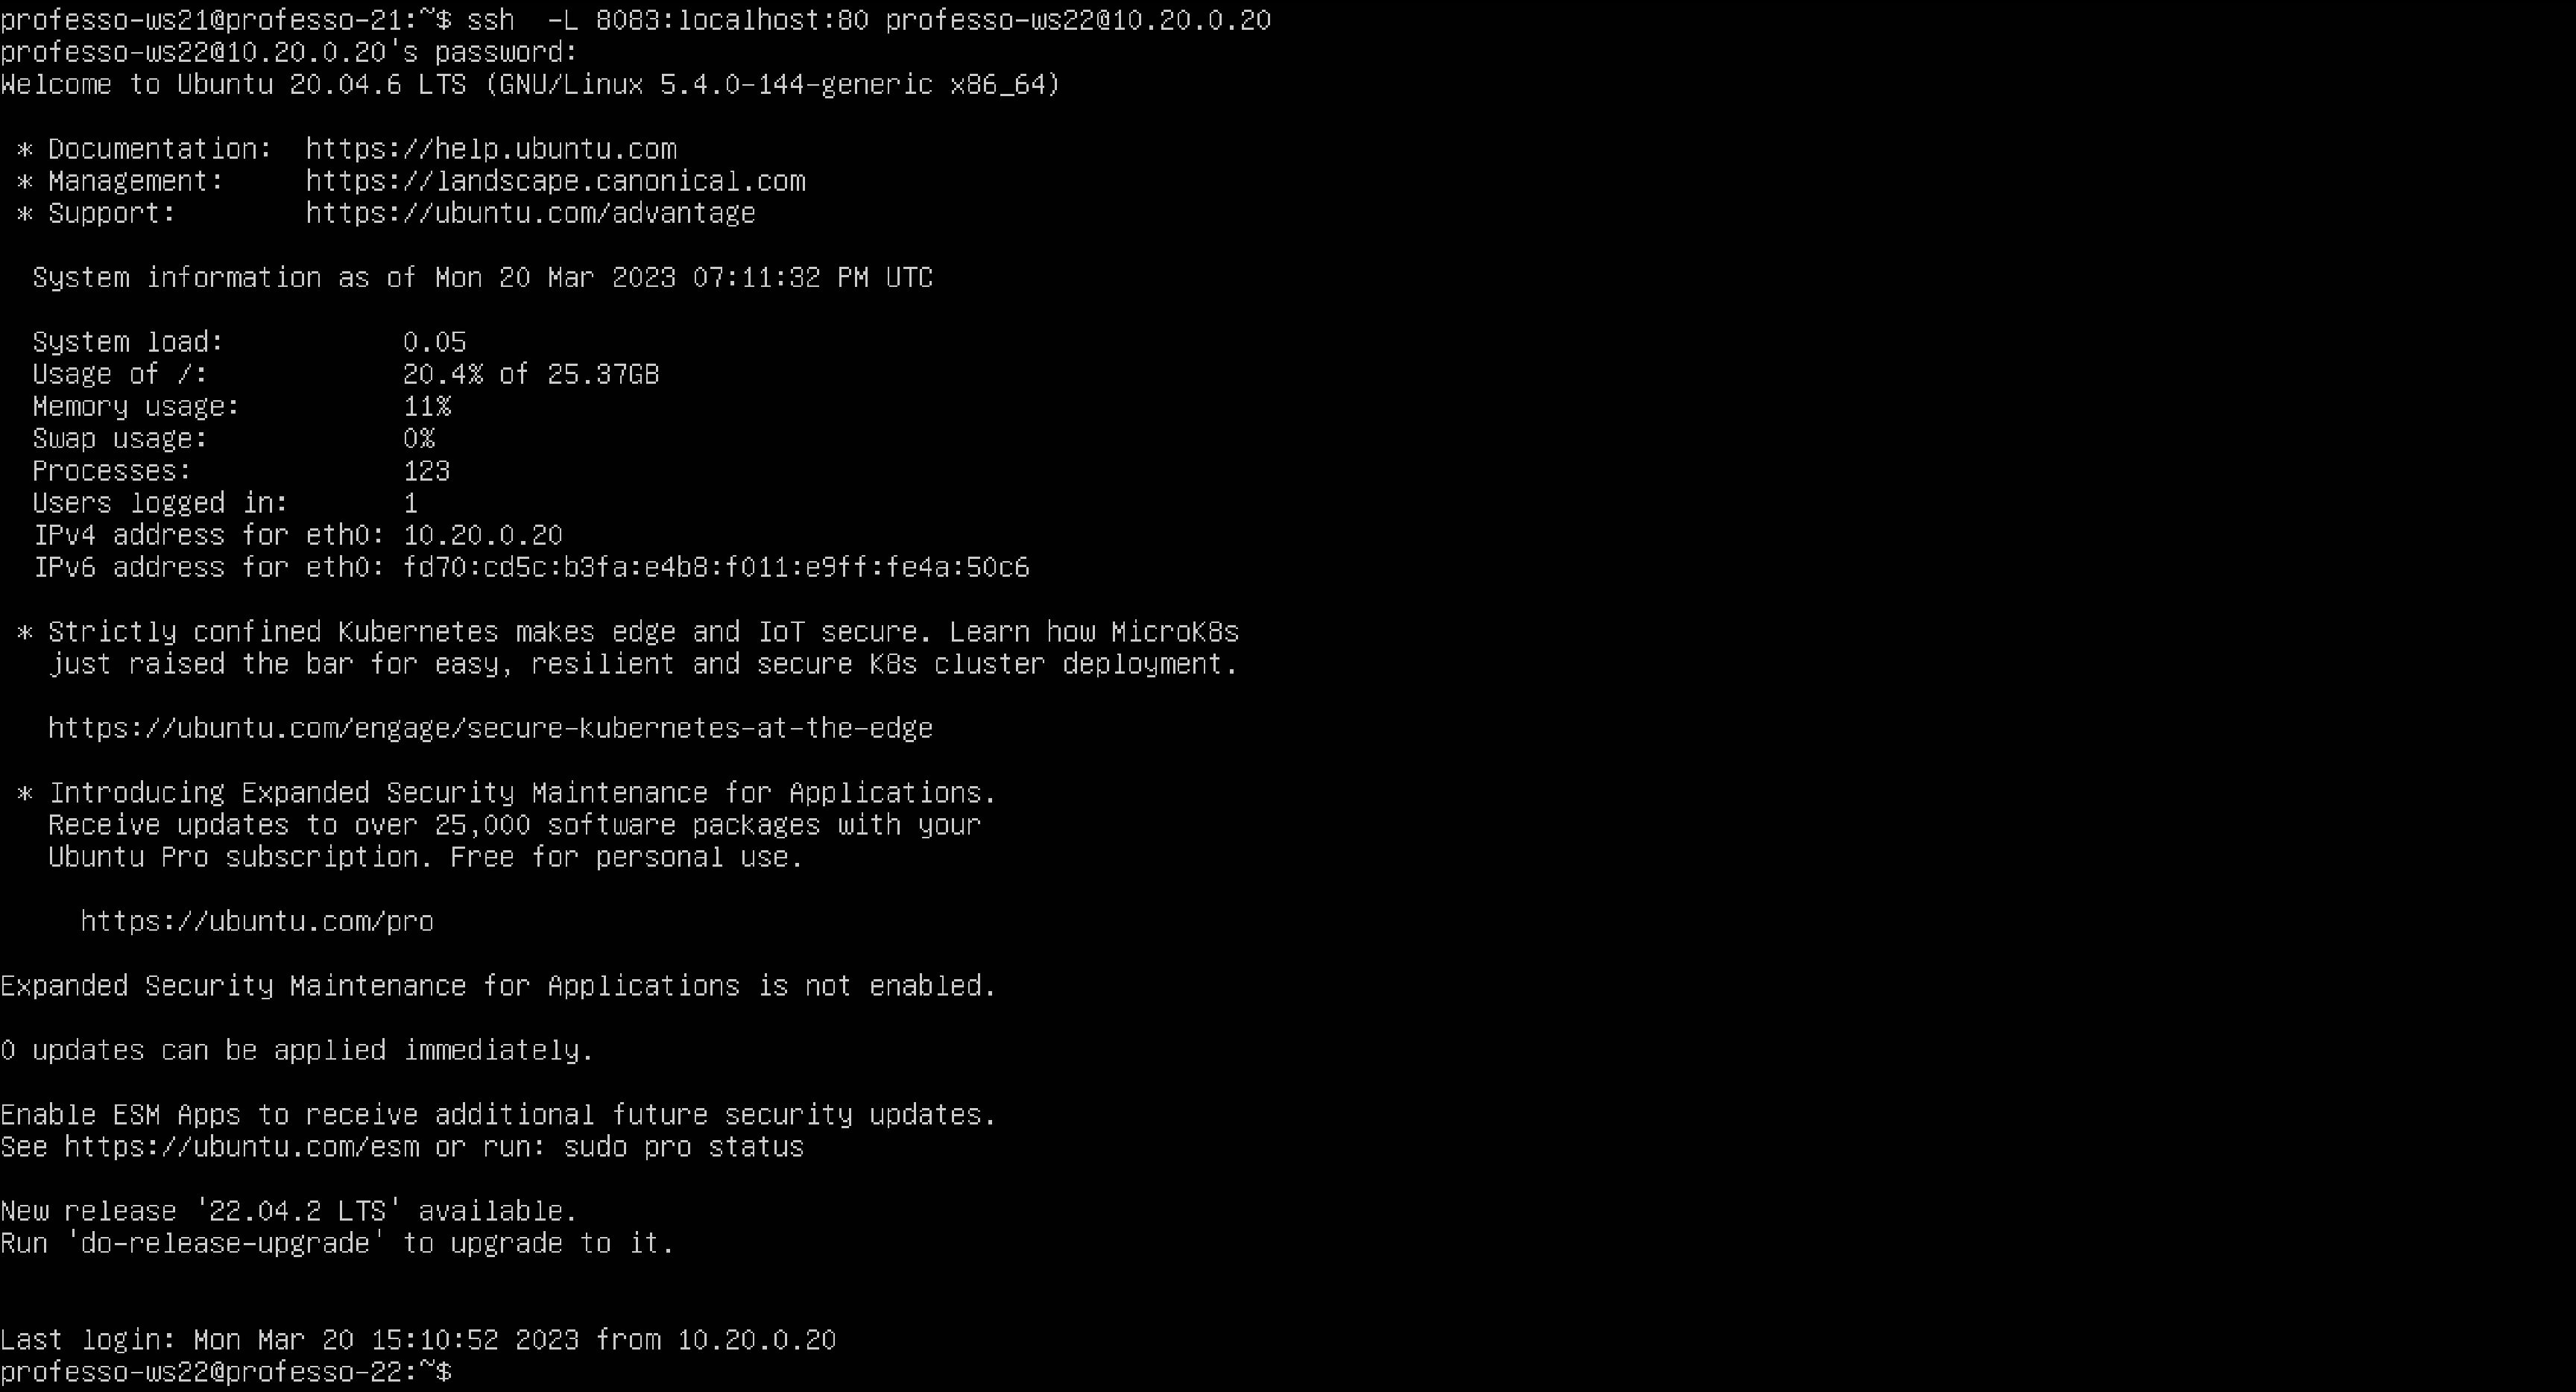 professo-ws21@professo-21:~$ ssh  -L 8083:localhost:80 professo-ws22@10.20.0.20
professo-ws22@10.20.0.20's password:
Welcome to Ubuntu 20.04.6 LTS (GNU/Linux 5.4.0-144-generic x86_64)

 * Documentation:  https://help.ubuntu.com
 * Management:     https://landscape.canonical.com
 * Support:        https://ubuntu.com/advantage

  System information as of Mon 20 Mar 2023 07:11:32 PM UTC

  System load:           0.05
  Usage of /:            20.4% of 25.37GB
  Memory usage:          11%
  Swap usage:            0%
  Processes:             123
  Users logged in:       1
  IPv4 address for eth0: 10.20.0.20
  IPv6 address for eth0: fd70:cd5c:b3fa:e4b8:f011:e9ff:fe4a:50c6

 * Strictly confined Kubernetes makes edge and IoT secure. Learn how MicroK8s
   just raised the bar for easy, resilient and secure K8s cluster deployment.

   https://ubuntu.com/engage/secure-kubernetes-at-the-edge

 * Introducing Expanded Security Maintenance for Applications.
   Receive updates to over 25,000 software packages with your
   Ubuntu Pro subscription. Free for personal use.

     https://ubuntu.com/pro

Expanded Security Maintenance for Applications is not enabled.

0 updates can be applied immediately.

Enable ESM Apps to receive additional future security updates.
See https://ubuntu.com/esm or run: sudo pro status

New release '22.04.2 LTS' available.
Run 'do-release-upgrade' to upgrade to it.


Last login: Mon Mar 20 15:10:52 2023 from 10.20.0.20
professo-ws22@professo-22:~$